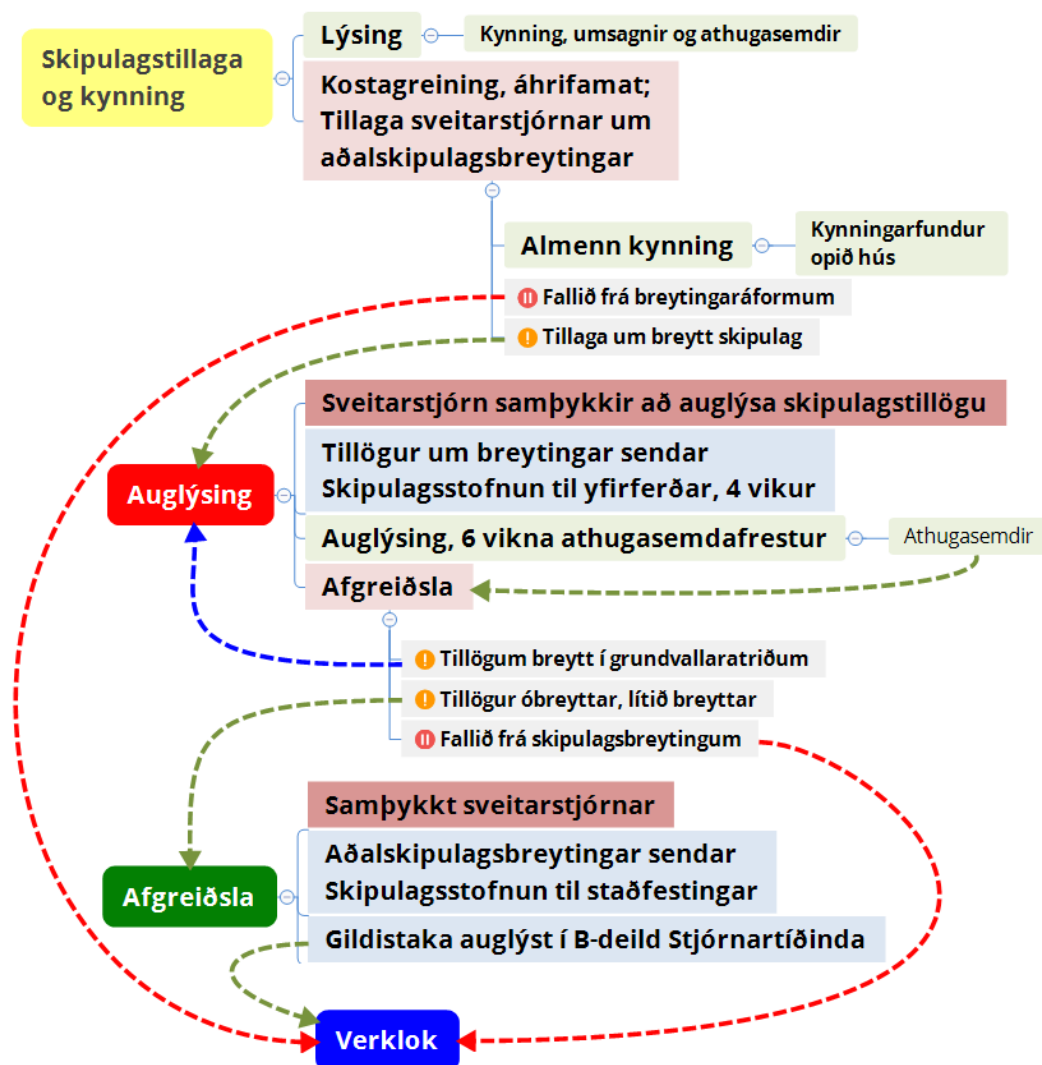 Skipulagstillaga
og kynning
Lýsing
Kynning, umsagnir og athugasemdir
Kostagreining, áhrifamat;
Tillaga sveitarstjórnar um
aðalskipulagsbreytingar
Almenn kynning
Kynningarfundur
opið hús
Fallið frá breytingaráformum
Tillaga um breytt skipulag
Auglýsing
Sveitarstjórn samþykkir að auglýsa skipulagstillögu
Tillögur um breytingar sendar
Skipulagsstofnun til yfirferðar, 4 vikur
Auglýsing, 6 vikna athugasemdafrestur
Athugasemdir
Afgreiðsla
Tillögum breytt í grundvallaratriðum
Tillögur óbreyttar, lítið breyttar
Fallið frá skipulagsbreytingum
Afgreiðsla
Samþykkt sveitarstjórnar
Aðalskipulagsbreytingar sendar
Skipulagsstofnun til staðfestingar
Gildistaka auglýst í B-deild Stjórnartíðinda
Verklok